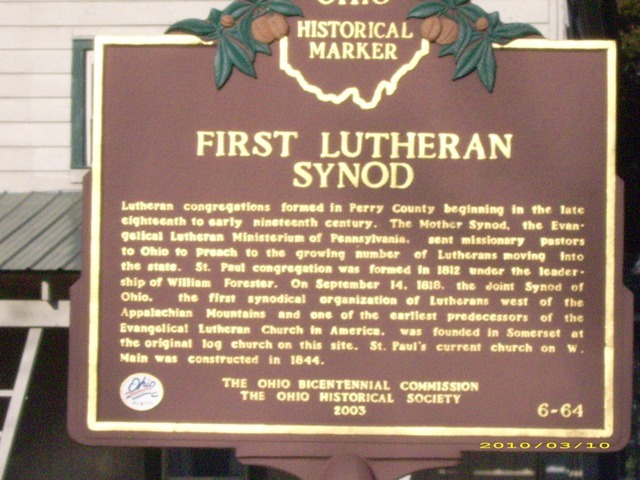 OHIO
HISTORICAL
MARKER
FIRST LUTHERAN
SYNOD
Lutheran congregations formed in Perry County beginning in the late
eighteenth to early nineteenth century. The Mother Synod, the Evan-
gelical Lutheran Ministerium of Pennsylvania, sent missionary pastors
to Ohio to preach to the growing number of Lutherans moving into
the state. St. Paul congregation was formed in 1812 under the leader-
ship of William Forester. On September 14, 1818, the Joint Synod of
Ohio, the first synodical organization of Lutherans west of the
Appalachian Mountains and one of the earliest predecessors of the
Evangelical Lutheran Church in America, was founded in Somerset at
the original log church on this site. St. Paul's current church on W.
Main was constructed in 1844.
Ohio
THE OHIO BICENTENNIAL COMMISSION
THE OHIO HISTORICAL SOCIETY
2003
6-64
2010/03/10